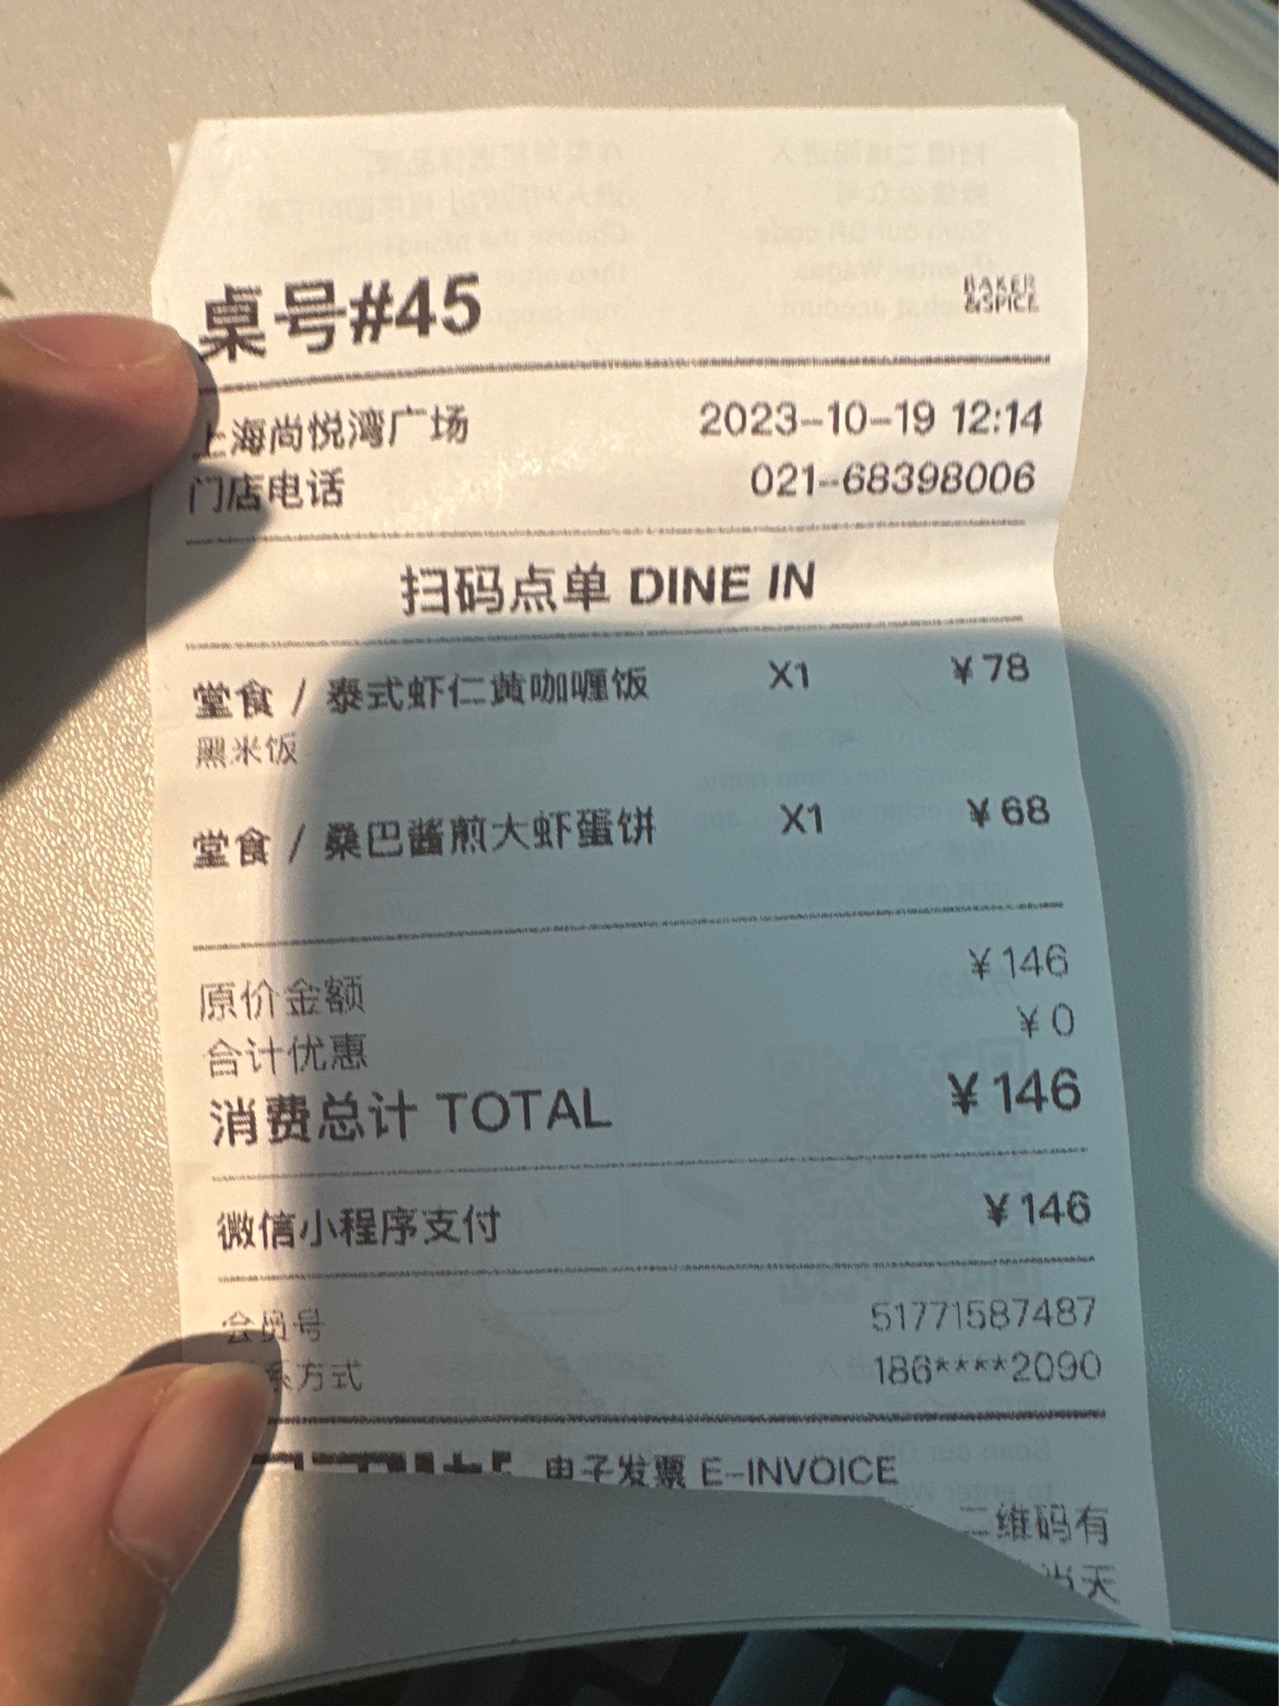 桌号#45
BAKER
&SPICE
上海尚悦湾广场 2023-10-19 12:14
门店电话 021-68398006
扫码点单 DINE IN
堂食 / 泰式虾仁黄咖喱饭 X1 ¥78
黑米饭
堂食 / 桑巴酱煎大虾蛋饼 X1 ¥68
原价金额 ¥146
合计优惠 ¥0
消费总计 TOTAL ¥146
微信小程序支付 ¥146
会员号 51771587487
系方式 186****2090
电子发票 E-INVOICE
二维码有
当天